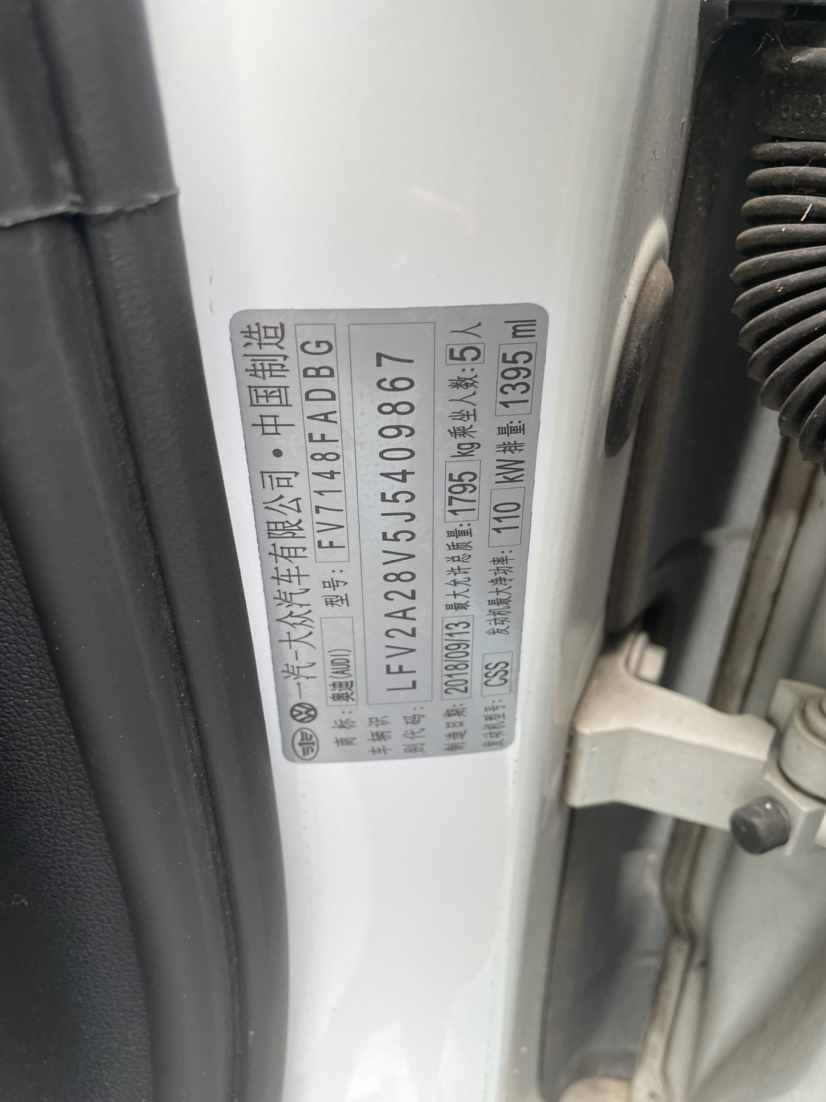 一汽-大众汽车有限公司·中国制造
商标: 奥迪(AUDI) 型号: FV7148FADBG
车辆识别代码: LFV2A28V5J5409867
制造日期: 2018/09/13 最大允许总质量: 1795 kg 乘坐人数: 5 人
发动机型号: CSS 发动机最大净功率: 110 kW 排量: 1395 ml